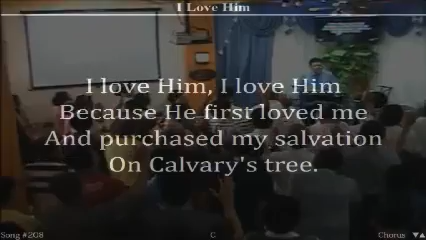 I Love Him
I love Him, I love Him
Because He first loved me
And purchased my salvation
On Calvary's tree.
Song #208
C
Chorus